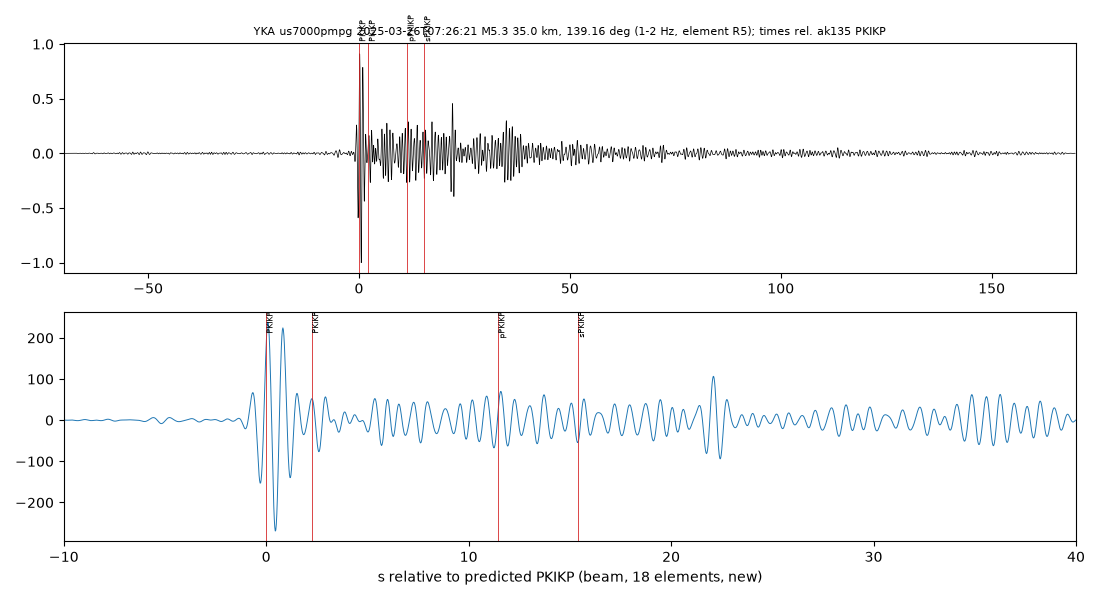 PKIKP PKIKP pPKIKP sPKIKP
YKA us7000pmpg 2025-03-26T07:26:21 M5.3 35.0 km, 139.16 deg (1-2 Hz, element R5); times rel. ak135 PKIKP
1.0
0.5
0.0
−0.5
−1.0
−50 0 50 100 150
PKIKP PKIKP pPKIKP sPKIKP
200
100
0
−100
−200
−10 0 10 20 30 40
s relative to predicted PKIKP (beam, 18 elements, new)